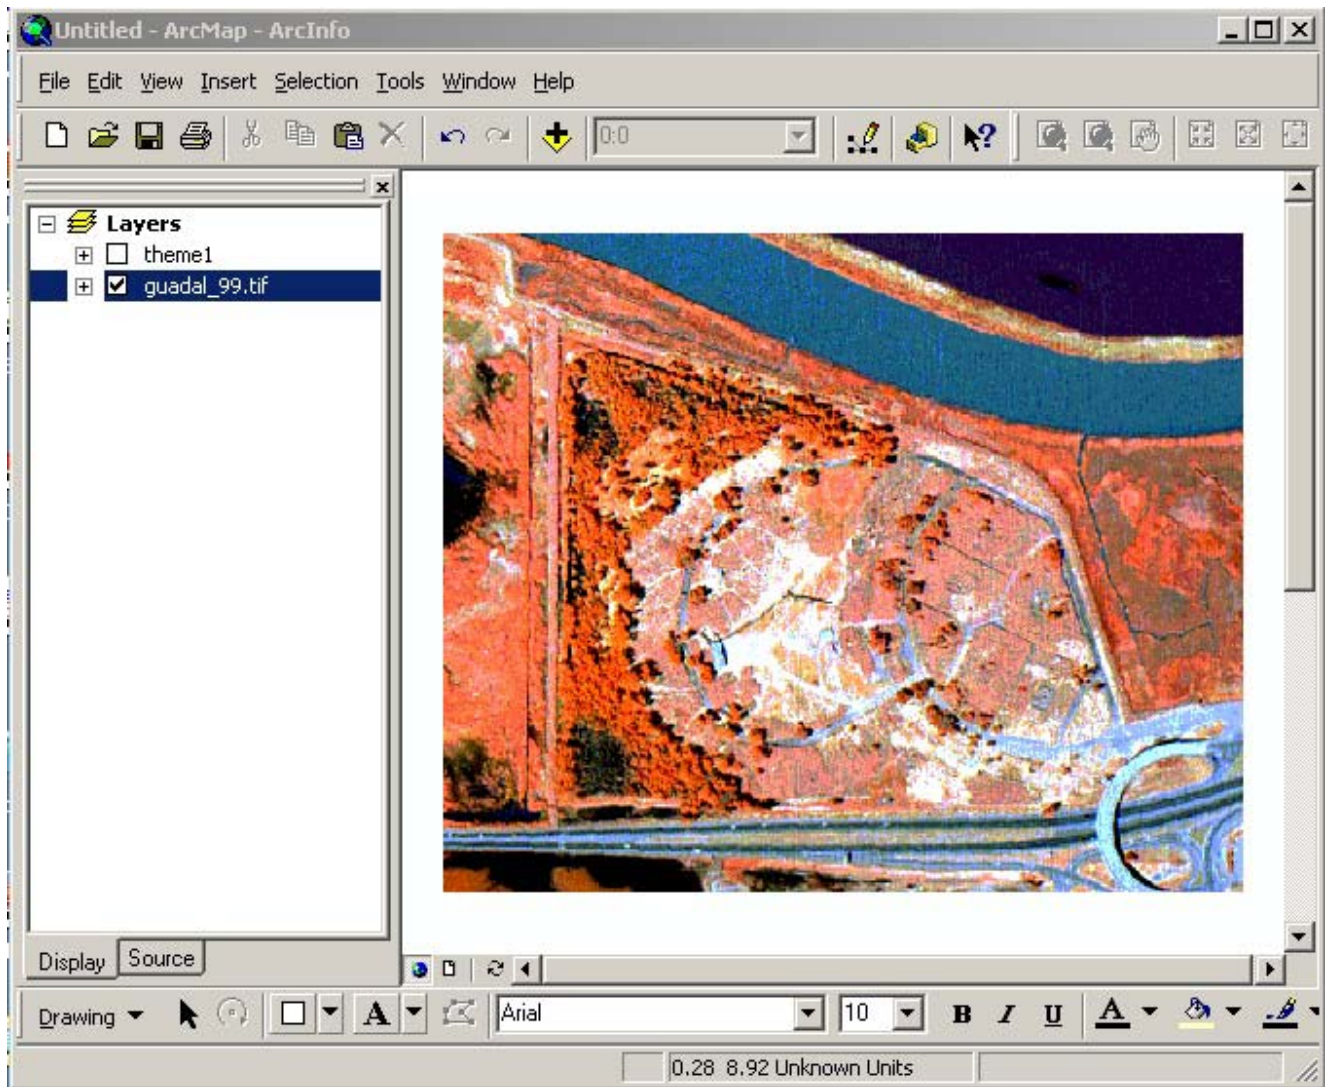 Untitled - ArcMap - ArcInfo
File Edit View Insert Selection Tools Window Help
0:0
Layers
theme1
guadal_99.tif
Display Source
Drawing A Arial 10 B I U A
0.28 8.92 Unknown Units